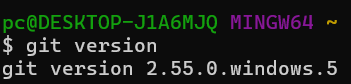 pc@DESKTOP-J1A6MJQ MINGW64 ~
$ git version
git version 2.55.0.windows.5